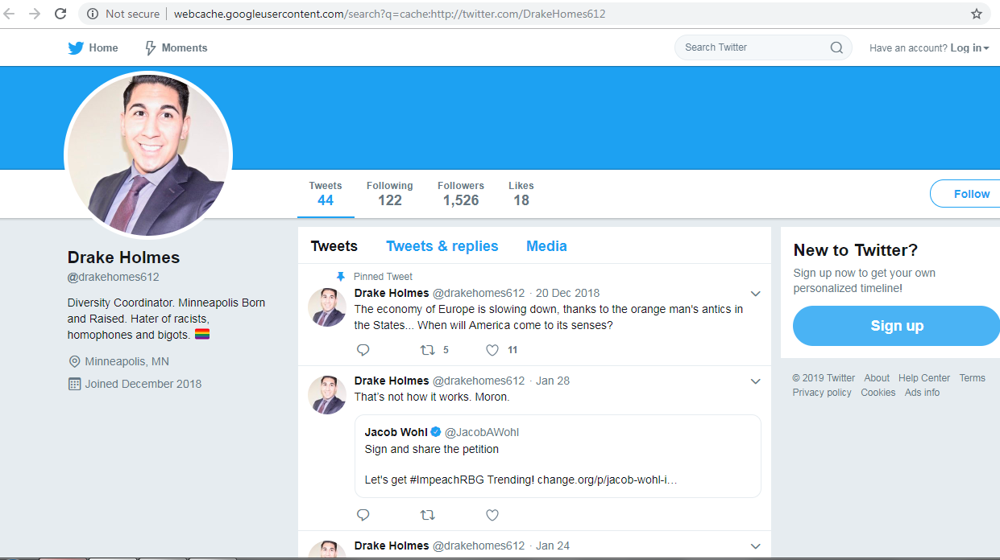 Not secure | webcache.googleusercontent.com/search?q=cache:http://twitter.com/DrakeHomes612
Home Moments
Search Twitter
Have an account? Log in
Tweets Following Followers Likes
44 122 1,526 18
Follow
Drake Holmes
@drakehomes612
Diversity Coordinator. Minneapolis Born
and Raised. Hater of racists,
homophones and bigots.
Minneapolis, MN
Joined December 2018
Tweets Tweets & replies Media
Pinned Tweet
Drake Holmes @drakehomes612 · 20 Dec 2018
The economy of Europe is slowing down, thanks to the orange man's antics in
the States... When will America come to its senses?
5 11
Drake Holmes @drakehomes612 · Jan 28
That's not how it works. Moron.
Jacob Wohl @JacobAWohl
Sign and share the petition
Let's get #ImpeachRBG Trending! change.org/p/jacob-wohl-i…
Drake Holmes @drakehomes612 · Jan 24
New to Twitter?
Sign up now to get your own
personalized timeline!
Sign up
© 2019 Twitter About Help Center Terms
Privacy policy Cookies Ads info